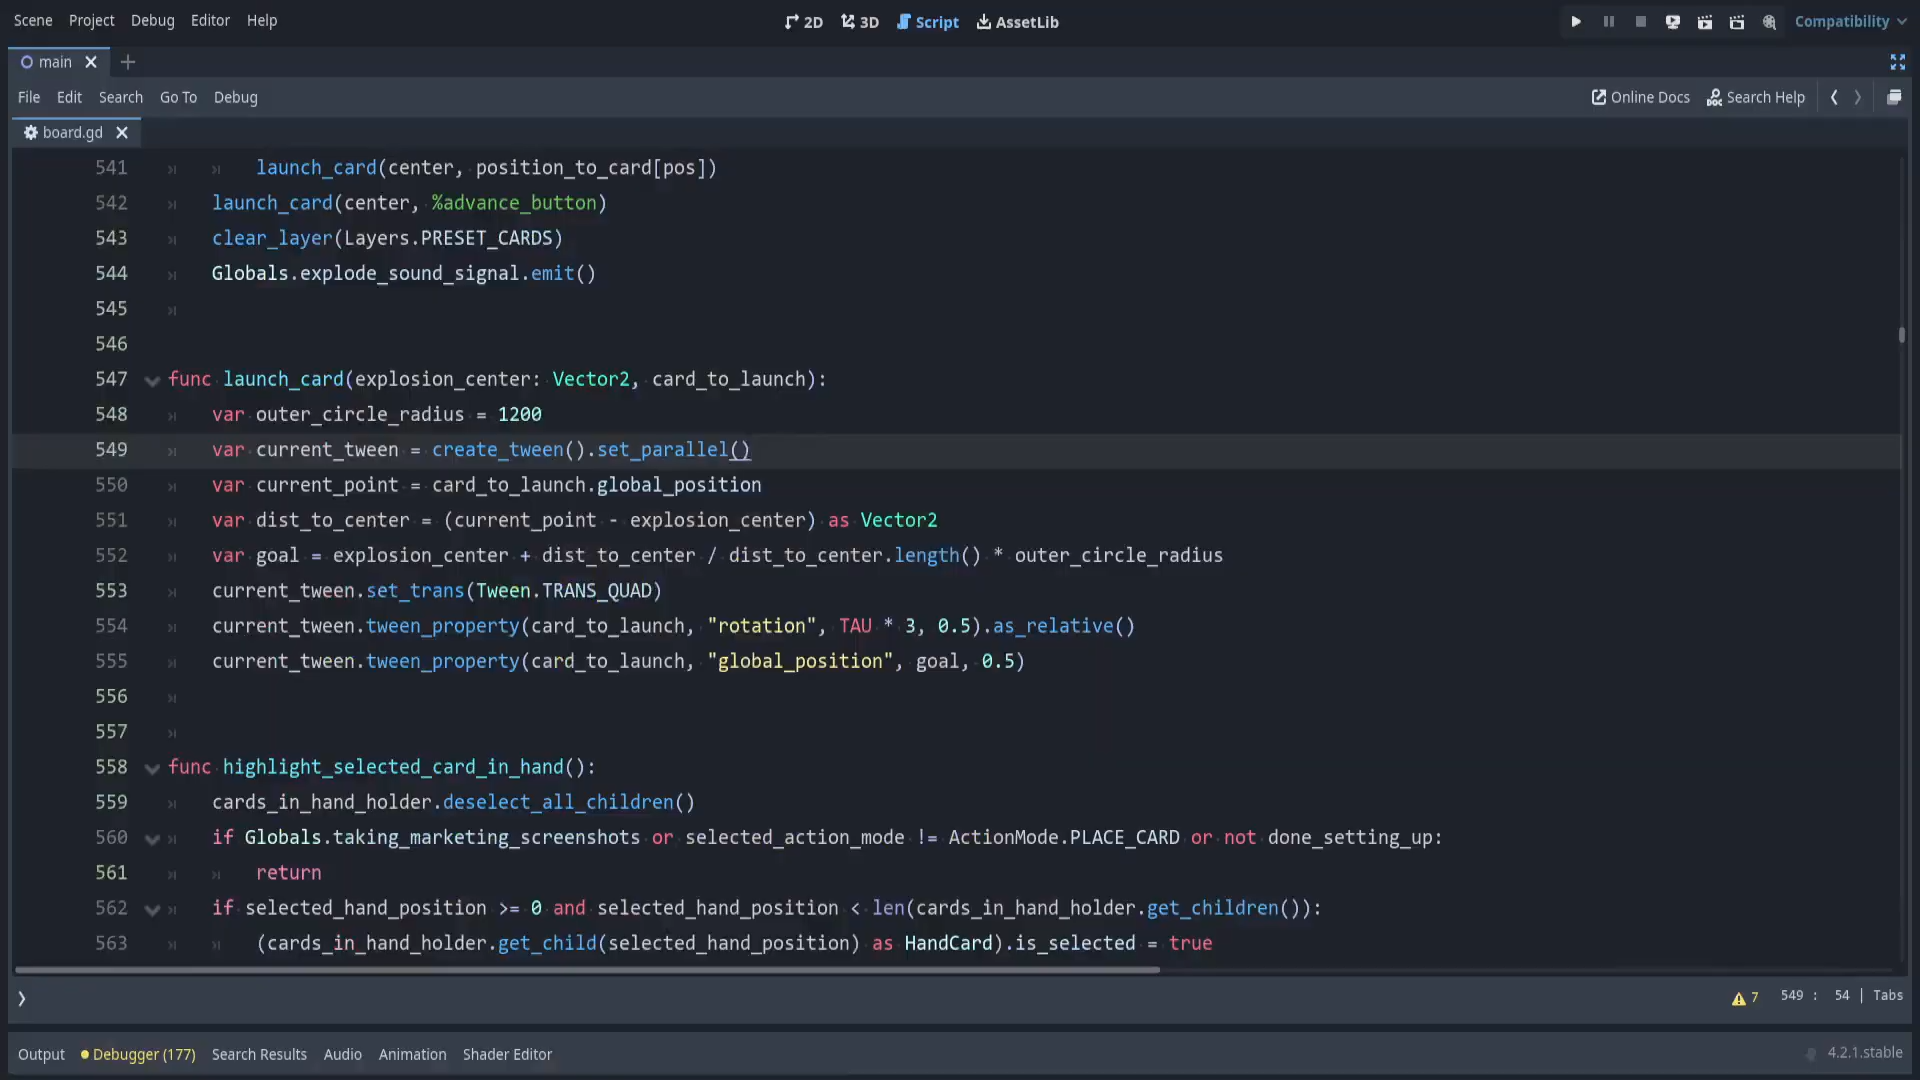 Scene Project Debug Editor Help 2D 3D Script AssetLib Compatibility
main
File Edit Search Go To Debug Online Docs Search Help
board.gd
541 launch_card(center, position_to_card[pos])
542 launch_card(center, %advance_button)
543 clear_layer(Layers.PRESET_CARDS)
544 Globals.explode_sound_signal.emit()
545
546
547 func launch_card(explosion_center: Vector2, card_to_launch):
548 var outer_circle_radius = 1200
549 var current_tween = create_tween().set_parallel()
550 var current_point = card_to_launch.global_position
551 var dist_to_center = (current_point - explosion_center) as Vector2
552 var goal = explosion_center + dist_to_center / dist_to_center.length() * outer_circle_radius
553 current_tween.set_trans(Tween.TRANS_QUAD)
554 current_tween.tween_property(card_to_launch, "rotation", TAU * 3, 0.5).as_relative()
555 current_tween.tween_property(card_to_launch, "global_position", goal, 0.5)
556
557
558 func highlight_selected_card_in_hand():
559 cards_in_hand_holder.deselect_all_children()
560 if Globals.taking_marketing_screenshots or selected_action_mode != ActionMode.PLACE_CARD or not done_setting_up:
561 return
562 if selected_hand_position >= 0 and selected_hand_position < len(cards_in_hand_holder.get_children()):
563 (cards_in_hand_holder.get_child(selected_hand_position) as HandCard).is_selected = true
7 549 : 54 | Tabs
Output Debugger (177) Search Results Audio Animation Shader Editor 4.2.1.stable